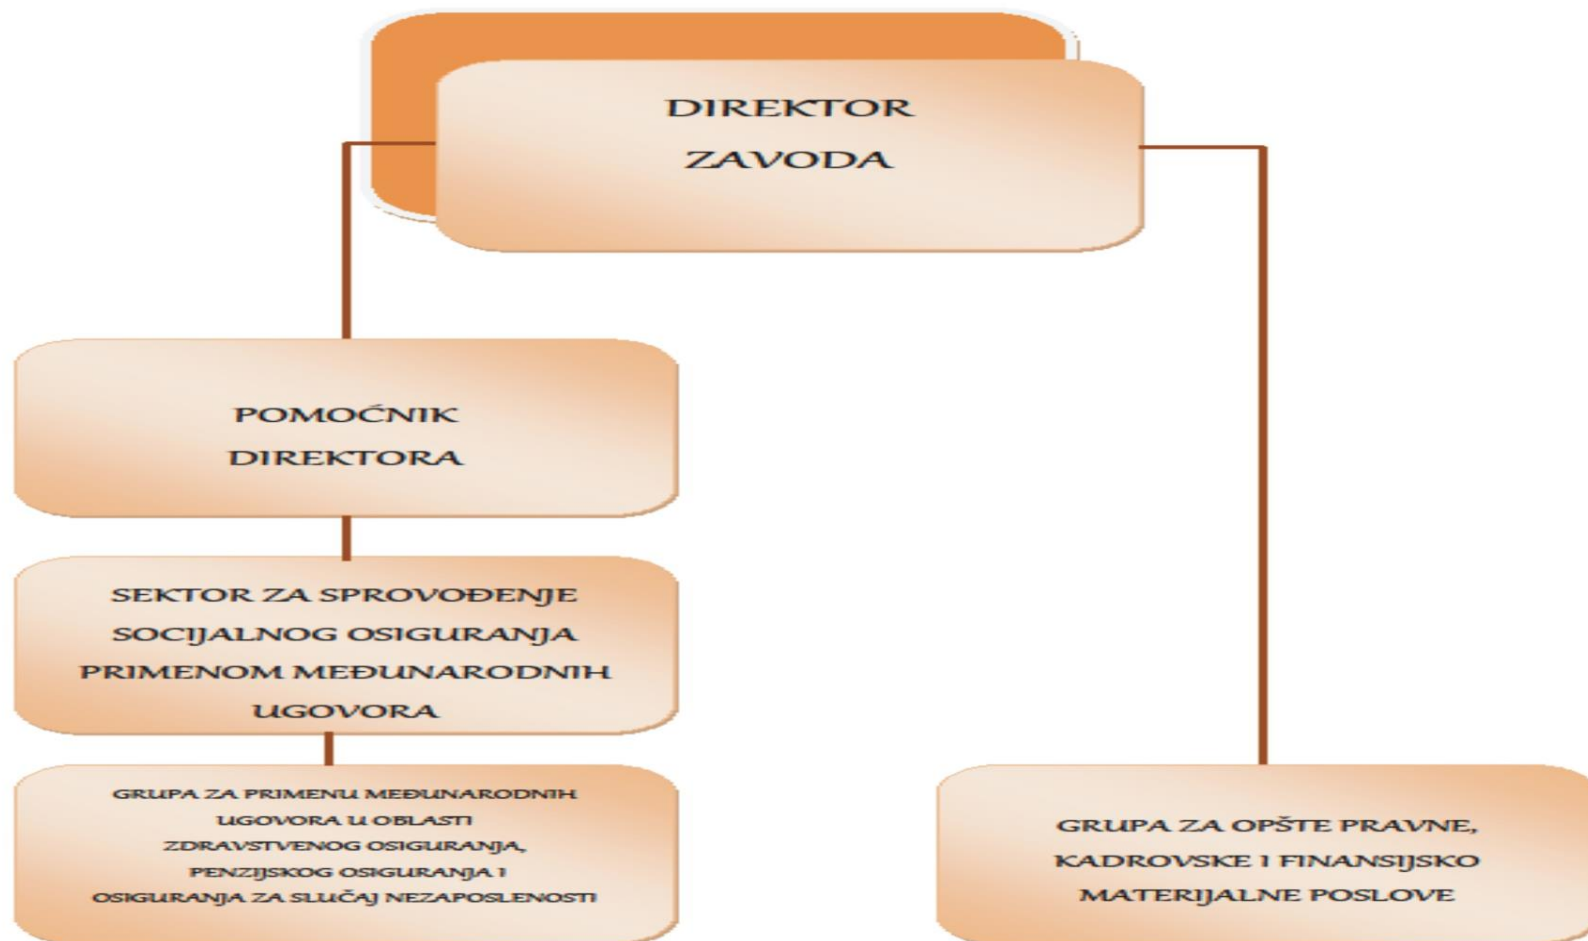 DIREKTOR
ZAVODA
POMOĆNIK
DIREKTORA
SEKTOR ZA SPROVOĐENJE
SOCIJALNOG OSIGURANJA
PRIMENOM MEĐUNARODNIH
UGOVORA
GRUPA ZA PRIMENU MEĐUNARODNIH
UGOVORA U OBLASTI
ZDRAVSTVENOG OSIGURANJA,
PENZIJSKOG OSIGURANJA I
OSIGURANJA ZA SLUČAJ NEZAPOSLENOSTI
GRUPA ZA OPŠTE PRAVNE,
KADROVSKE I FINANSIJSKO
MATERIJALNE POSLOVE